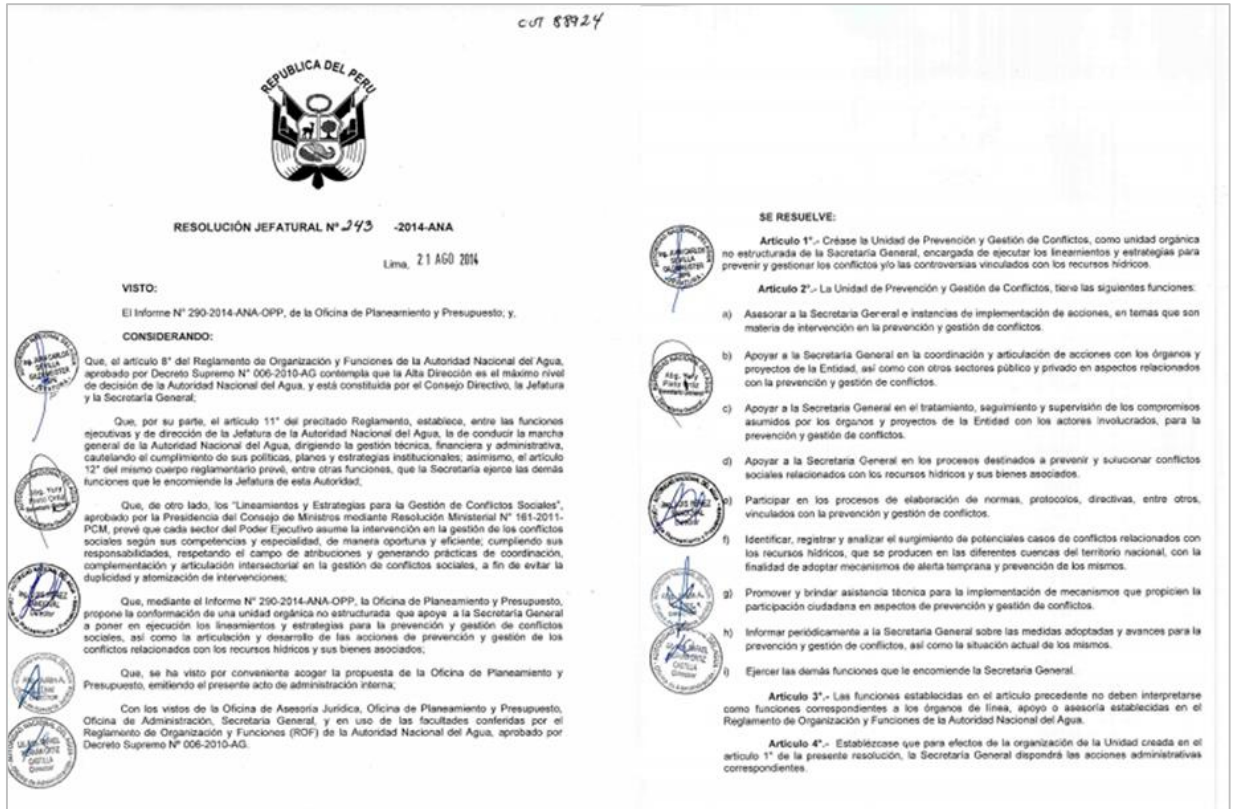 CUT 88924
REPUBLICA DEL PERU
RESOLUCIÓN JEFATURAL Nº 243 -2014-ANA
Lima, 21 AGO 2014
VISTO:
El Informe N° 290-2014-ANA-OPP, de la Oficina de Planeamiento y Presupuesto; y,
CONSIDERANDO:
Que, el artículo 8° del Reglamento de Organización y Funciones de la Autoridad Nacional del Agua,
aprobado por Decreto Supremo N° 006-2010-AG contempla que la Alta Dirección es el máximo nivel
de decisión de la Autoridad Nacional del Agua, y está constituida por el Consejo Directivo, la Jefatura
y la Secretaría General;
Que, por su parte, el artículo 11° del precitado Reglamento, establece, entre las funciones
ejecutivas y de dirección de la Jefatura de la Autoridad Nacional del Agua, la de conducir la marcha
general de la Autoridad Nacional del Agua, dirigiendo la gestión técnica, financiera y administrativa,
cautelando el cumplimiento de sus políticas, planes y estrategias institucionales; asimismo, el artículo
12° del mismo cuerpo reglamentario prevé, entre otras funciones, que la Secretaría ejerce las demás
funciones que le encomiende la Jefatura de esta Autoridad;
Que, de otro lado, los "Lineamientos y Estrategias para la Gestión de Conflictos Sociales",
aprobado por la Presidencia del Consejo de Ministros mediante Resolución Ministerial N° 161-2011-
PCM, prevé que cada sector del Poder Ejecutivo asume la intervención en la gestión de los conflictos
sociales según sus competencias y especialidad, de manera oportuna y eficiente; cumpliendo sus
responsabilidades, respetando el campo de atribuciones y generando prácticas de coordinación,
complementación y articulación intersectorial en la gestión de conflictos sociales, a fin de evitar la
duplicidad y atomización de intervenciones;
Que, mediante el Informe N° 290-2014-ANA-OPP, la Oficina de Planeamiento y Presupuesto,
propone la conformación de una unidad orgánica no estructurada que apoye a la Secretaría General
a poner en ejecución los lineamientos y estrategias para la prevención y gestión de conflictos
sociales, así como la articulación y desarrollo de las acciones de prevención y gestión de los
conflictos relacionados con los recursos hídricos y sus bienes asociados;
Que, se ha visto por conveniente acoger la propuesta de la Oficina de Planeamiento y
Presupuesto, emitiendo el presente acto de administración interna;
Con los vistos de la Oficina de Asesoría Jurídica, Oficina de Planeamiento y Presupuesto,
Oficina de Administración, Secretaría General, y en uso de las facultades conferidas por el
Reglamento de Organización y Funciones (ROF) de la Autoridad Nacional del Agua, aprobado por
Decreto Supremo Nº 006-2010-AG.
SE RESUELVE:
Artículo 1°.- Créase la Unidad de Prevención y Gestión de Conflictos, como unidad orgánica
no estructurada de la Secretaría General, encargada de ejecutar los lineamientos y estrategias para
prevenir y gestionar los conflictos y/o las controversias vinculados con los recursos hídricos.
Artículo 2°.- La Unidad de Prevención y Gestión de Conflictos, tiene las siguientes funciones:
a) Asesorar a la Secretaría General e instancias de implementación de acciones, en temas que son
materia de intervención en la prevención y gestión de conflictos.
b) Apoyar a la Secretaría General en la coordinación y articulación de acciones con los órganos y
proyectos de la Entidad, así como con otros sectores público y privado en aspectos relacionados
con la prevención y gestión de conflictos.
c) Apoyar a la Secretaría General en el tratamiento, seguimiento y supervisión de los compromisos
asumidos por los órganos y proyectos de la Entidad con los actores involucrados, para la
prevención y gestión de conflictos.
d) Apoyar a la Secretaría General en los procesos destinados a prevenir y solucionar conflictos
sociales relacionados con los recursos hídricos y sus bienes asociados.
e) Participar en los procesos de elaboración de normas, protocolos, directivas, entre otros,
vinculados con la prevención y gestión de conflictos.
f) Identificar, registrar y analizar el surgimiento de potenciales casos de conflictos relacionados con
los recursos hídricos, que se producen en las diferentes cuencas del territorio nacional, con la
finalidad de adoptar mecanismos de alerta temprana y prevención de los mismos.
g) Promover y brindar asistencia técnica para la implementación de mecanismos que propicien la
participación ciudadana en aspectos de prevención y gestión de conflictos.
h) Informar periódicamente a la Secretaría General sobre las medidas adoptadas y avances para la
prevención y gestión de conflictos, así como la situación actual de los mismos.
i) Ejercer las demás funciones que le encomiende la Secretaría General.
Artículo 3°.- Las funciones establecidas en el artículo precedente no deben interpretarse
como funciones correspondientes a los órganos de línea, apoyo o asesoría establecidas en el
Reglamento de Organización y Funciones de la Autoridad Nacional del Agua.
Artículo 4°.- Establézcase que para efectos de la organización de la Unidad creada en el
artículo 1° de la presente resolución, la Secretaría General dispondrá las acciones administrativas
correspondientes.